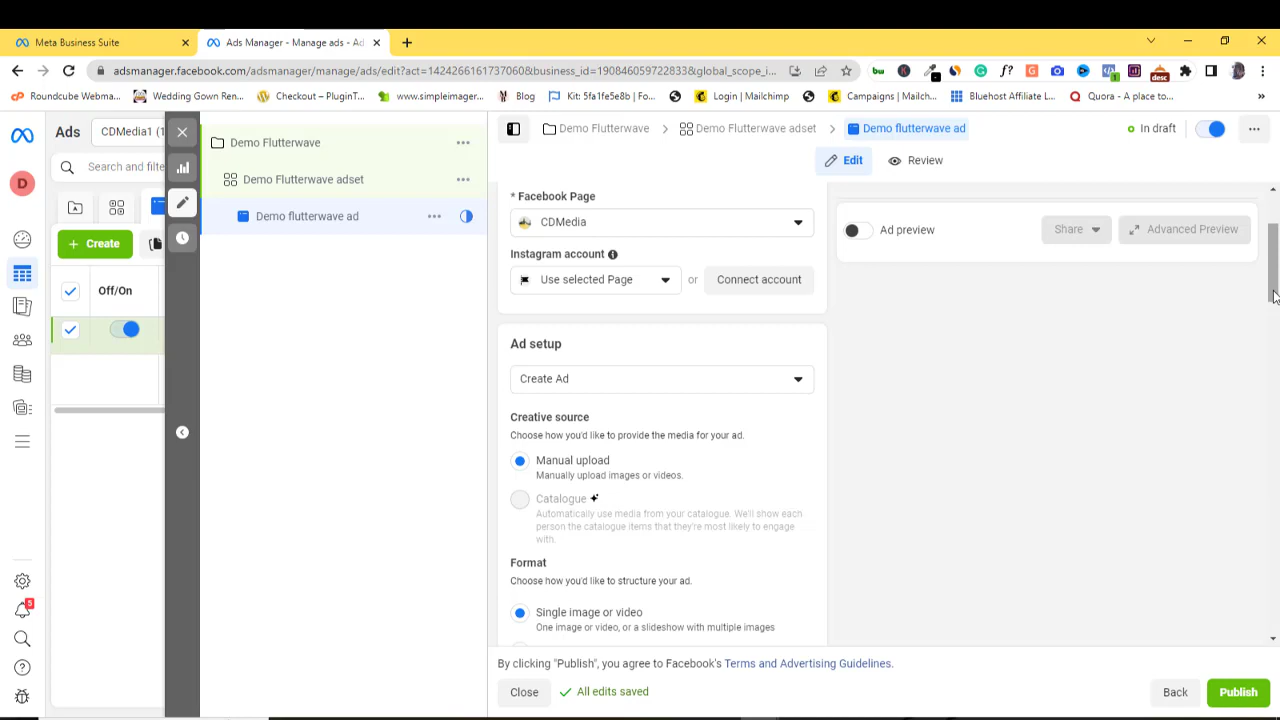 Meta Business Suite
Ads Manager - Manage ads - Ad
adsmanager.facebook.com/adsmanager/manage/ads/edit?act=1424266161737060&business_id=1908460597228338&global_scope_i...
Roundcube Webma...
Wedding Gown Ren...
Checkout – PluginT...
www.simpleimager...
Blog
Kit: 5fa1fe5e8b | Fo...
Login | Mailchimp
Campaigns | Mailch...
Bluehost Affiliate L...
Quora - A place to...
»
Ads
CDMedia1 (1
Search and filte
+ Create
Off/On
Demo Flutterwave
Demo Flutterwave adset
Demo flutterwave ad
Demo Flutterwave > Demo Flutterwave adset > Demo flutterwave ad
In draft
Edit
Review
* Facebook Page
CDMedia
Instagram account
Use selected Page
or
Connect account
Ad preview
Share
Advanced Preview
Ad setup
Create Ad
Creative source
Choose how you'd like to provide the media for your ad.
Manual upload
Manually upload images or videos.
Catalogue
Automatically use media from your catalogue. We'll show each
person the catalogue items that they're most likely to engage
with.
Format
Choose how you'd like to structure your ad.
Single image or video
One image or video, or a slideshow with multiple images
By clicking "Publish", you agree to Facebook's Terms and Advertising Guidelines.
Close
All edits saved
Back
Publish
D
5